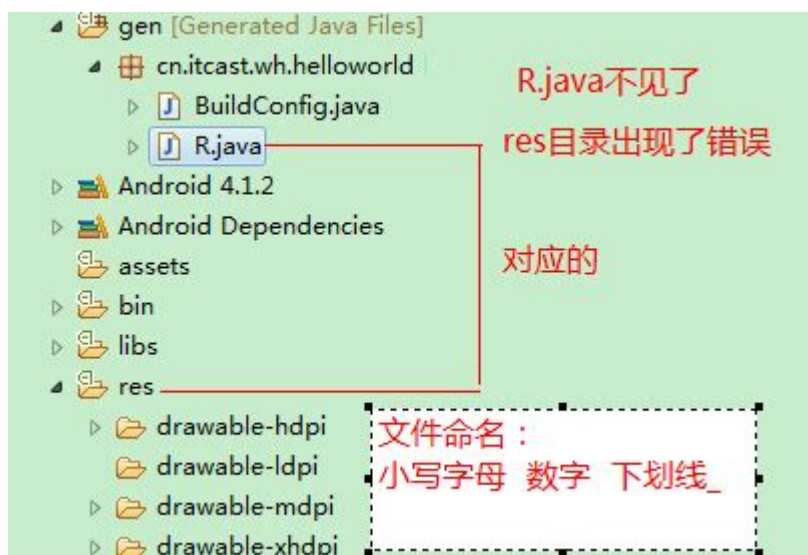 gen [Generated Java Files]
cn.itcast.wh.helloworld
R.java不见了
BuildConfig.java
R.java
res目录出现了错误
Android 4.1.2
Android Dependencies
对应的
assets
bin
libs
res
drawable-hdpi
文件命名：
drawable-ldpi
小写字母 数字 下划线_
drawable-mdpi
drawable-xhdpi